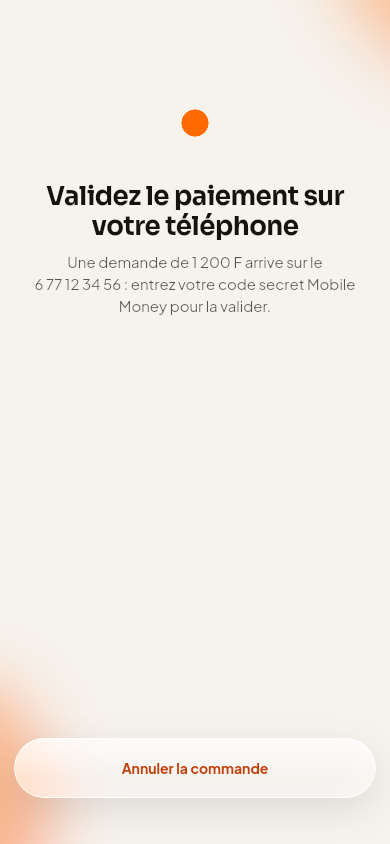 Validez le paiement sur
votre téléphone
Une demande de 1 200 F arrive sur le
6 77 12 34 56 : entrez votre code secret Mobile
Money pour la valider.
Annuler la commande